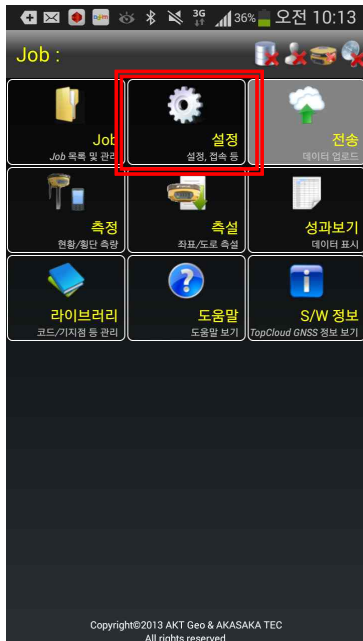 3G 36% 오전 10:13
Job :
Job
Job 목록 및 관리
설정
설정, 접속 등
전송
데이터 업로드
측정
현황/횡단 측량
측설
좌표/도로 측설
성과보기
데이터 표시
라이브러리
코드/기지점 등 관리
도움말
도움말 보기
S/W 정보
TopCloud GNSS 정보 보기
Copyright©2013 AKT Geo & AKASAKA TEC
All rights reserved